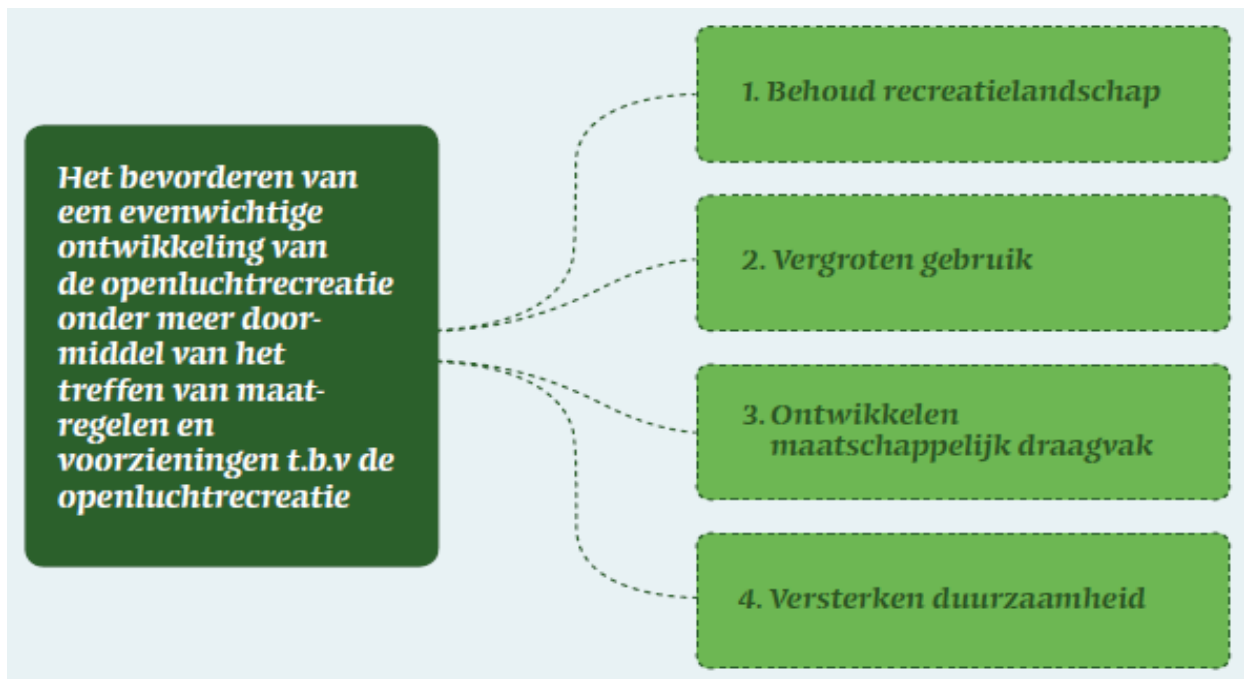 Het bevorderen van
een evenwichtige
ontwikkeling van
de openluchtrecreatie
onder meer door-
middel van het
treffen van maat-
regelen en
voorzieningen t.b.v de
openluchtrecreatie
1. Behoud recreatielandschap
2. Vergroten gebruik
3. Ontwikkelen
maatschappelijk draagvak
4. Versterken duurzaamheid